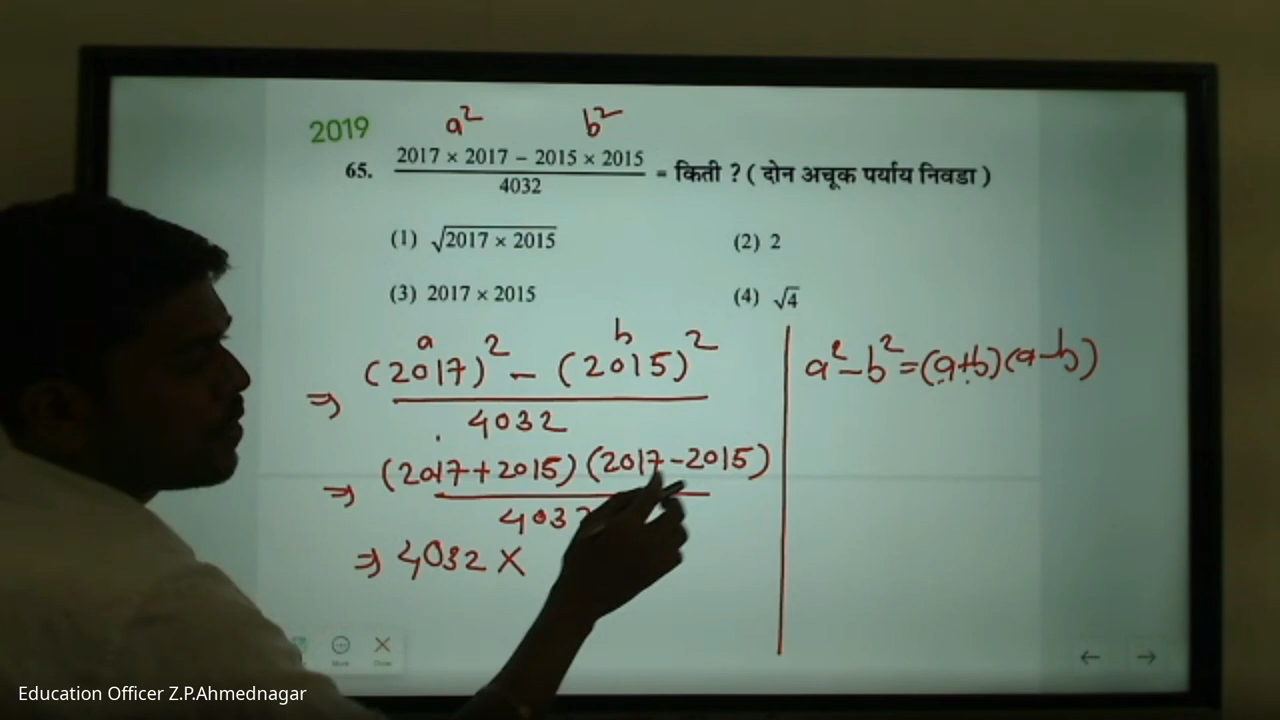 2019
a² b²
65. (2017 × 2017 − 2015 × 2015) / 4032 = किती ? ( दोन अचूक पर्याय निवडा )
(1) √2017 × 2015 (2) 2
(3) 2017 × 2015 (4) √4
a b
⇒ (2017)² − (2015)²
4032
a² − b² = (a+b)(a−b)
⇒ (2017+2015)(2017−2015)
4032
⇒ 4032 ×
Education Officer Z.P.Ahmednagar